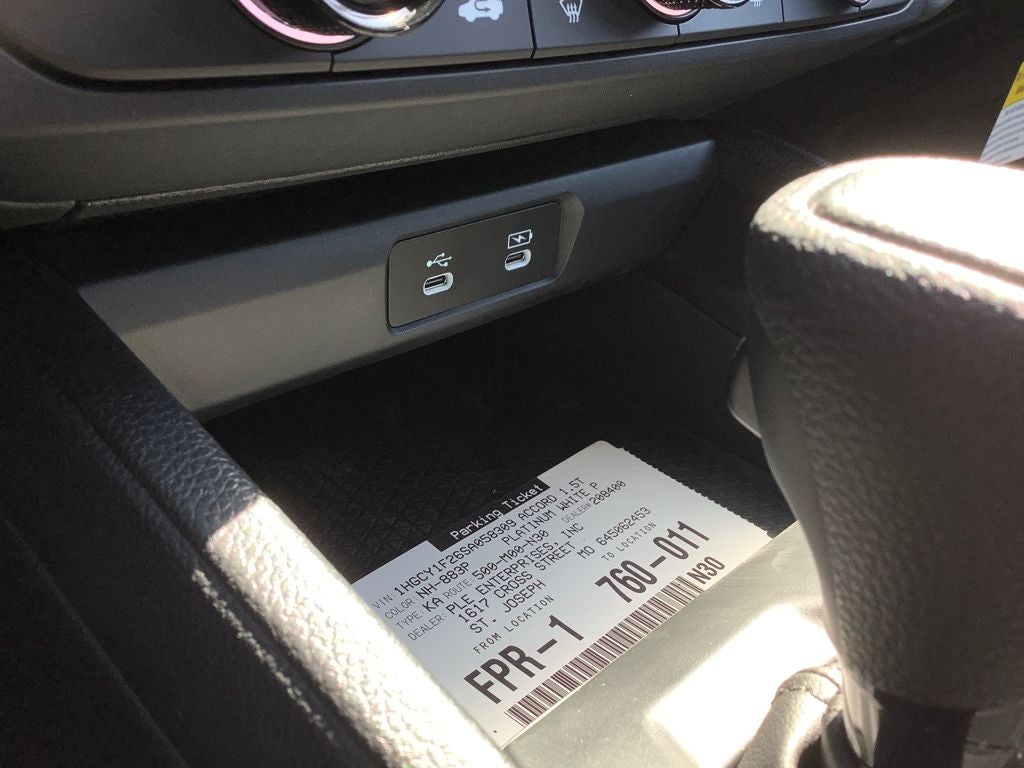 Parking Ticket
VIN: 1HGCY1F26SA058309 ACCORD 1.5T
COLOR: NH-883P PLATINUM WHITE P
TYPE: KA ROUTE: 500-M00-N30 DEALER# 208400
DEALER: PLE ENTERPRISES, INC
1617 CROSS STREET
ST. JOSEPH MO 645062453
FROM LOCATION TO LOCATION
FPR-1 760-011
N30